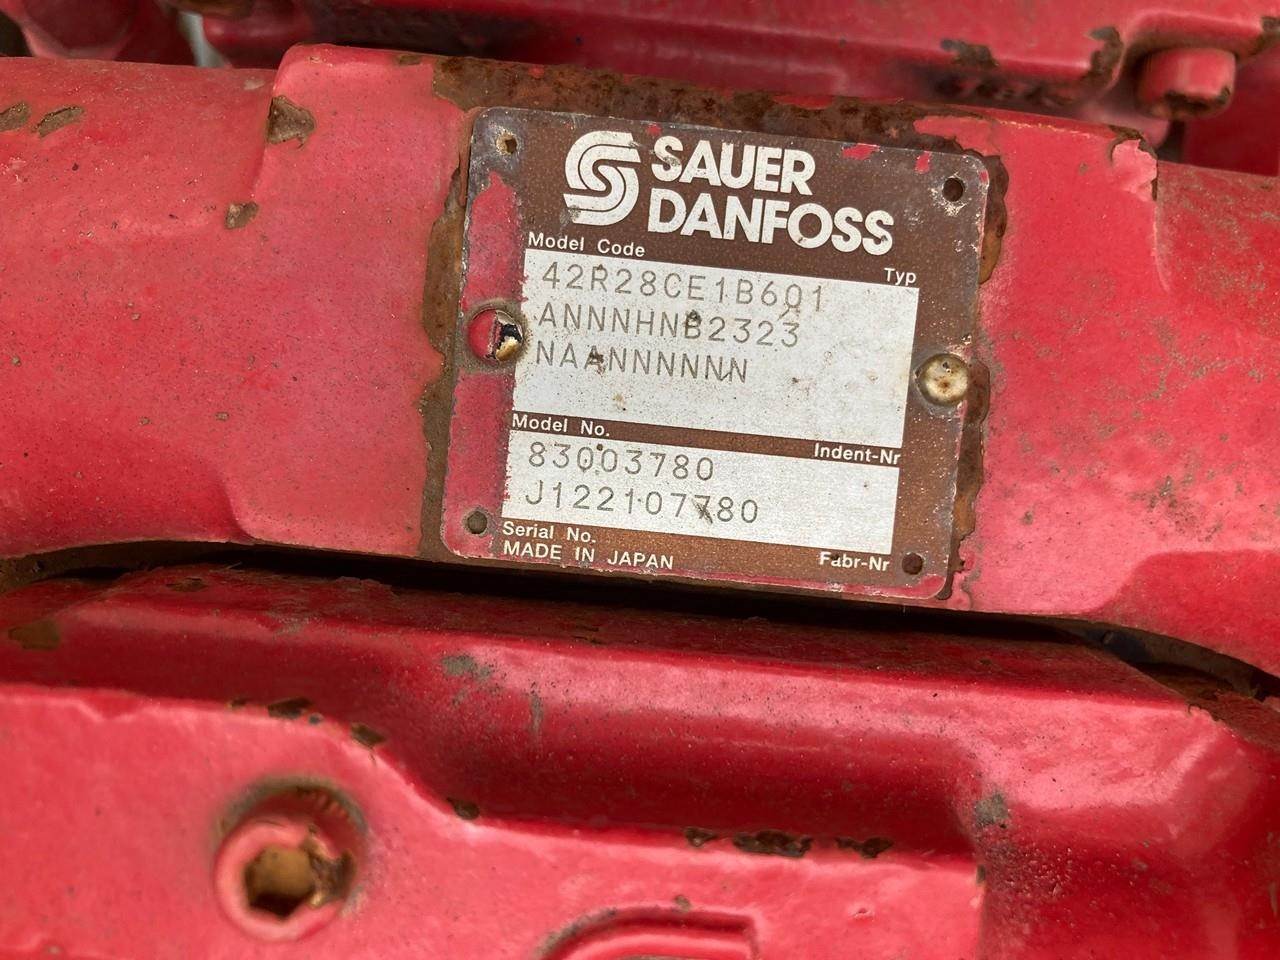 SAUER
DANFOSS
Model Code Typ
42R28CE1B601
ANNNHNB2323
NAANNNNNN
Model No. Indent-Nr
83003780
J122107780
Serial No. Fabr-Nr
MADE IN JAPAN